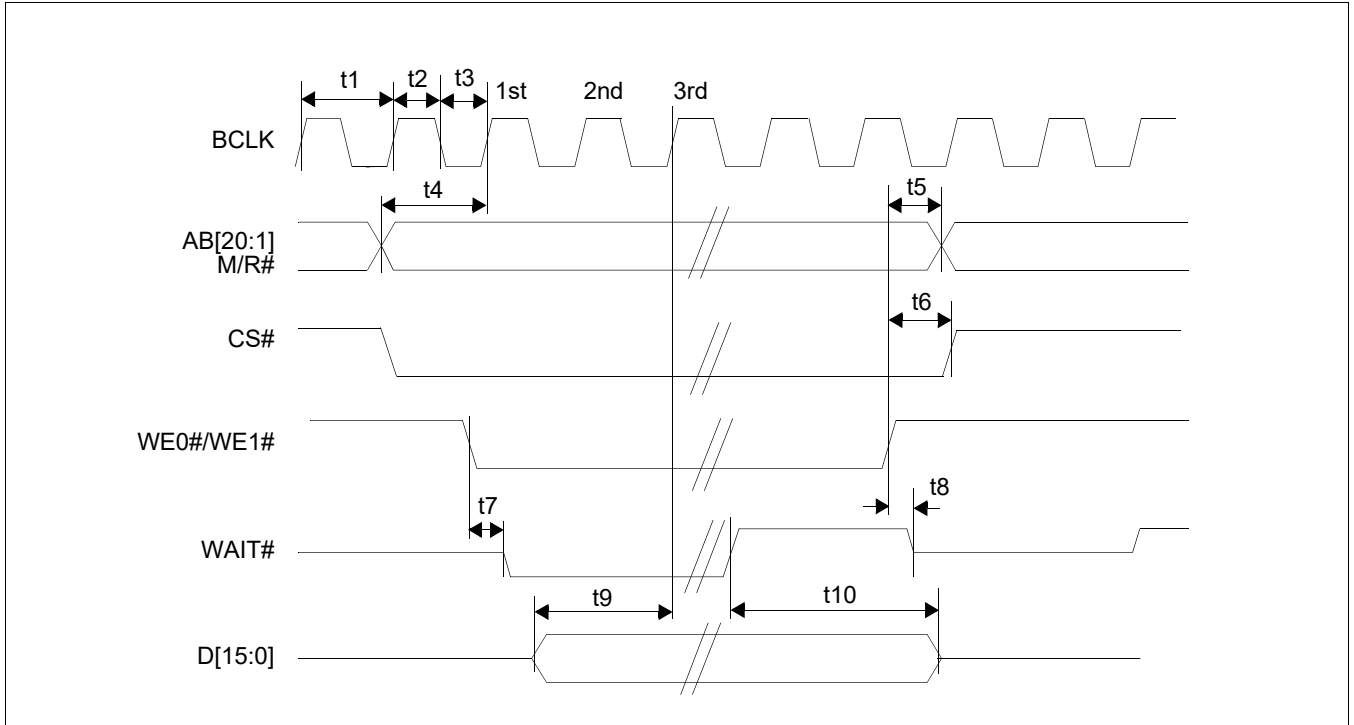 t1 t2 t3 1st 2nd 3rd
BCLK
t4 t5
AB[20:1]
M/R#
t6
CS#
WE0#/WE1#
t7 t8
WAIT#
t9 t10
D[15:0]